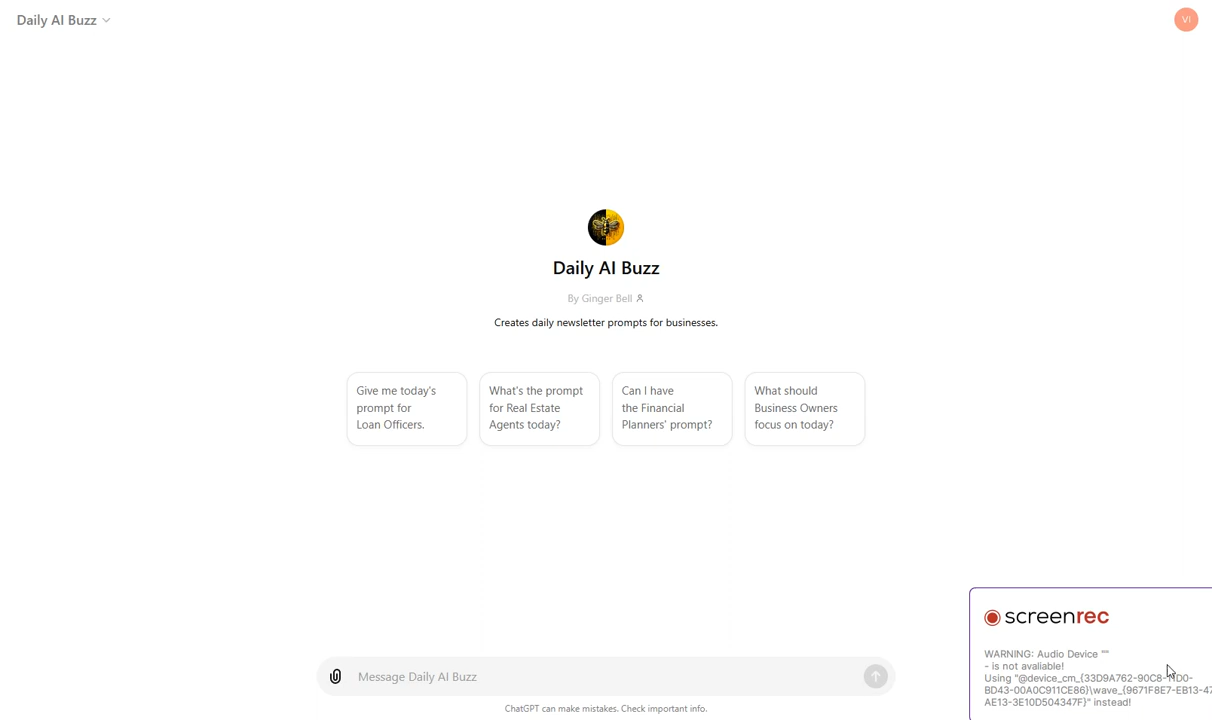 Daily AI Buzz
VI
Daily AI Buzz
By Ginger Bell
Creates daily newsletter prompts for businesses.
Give me today's
prompt for
Loan Officers.
What's the prompt
for Real Estate
Agents today?
Can I have
the Financial
Planners' prompt?
What should
Business Owners
focus on today?
Message Daily AI Buzz
ChatGPT can make mistakes. Check important info.
screenrec
WARNING: Audio Device ""
- is not avaliable!
Using "@device_cm_{33D9A762-90C8-11D0-
BD43-00A0C911CE86}\wave_{9671F8E7-EB13-47
AE13-3E10D504347F}" instead!